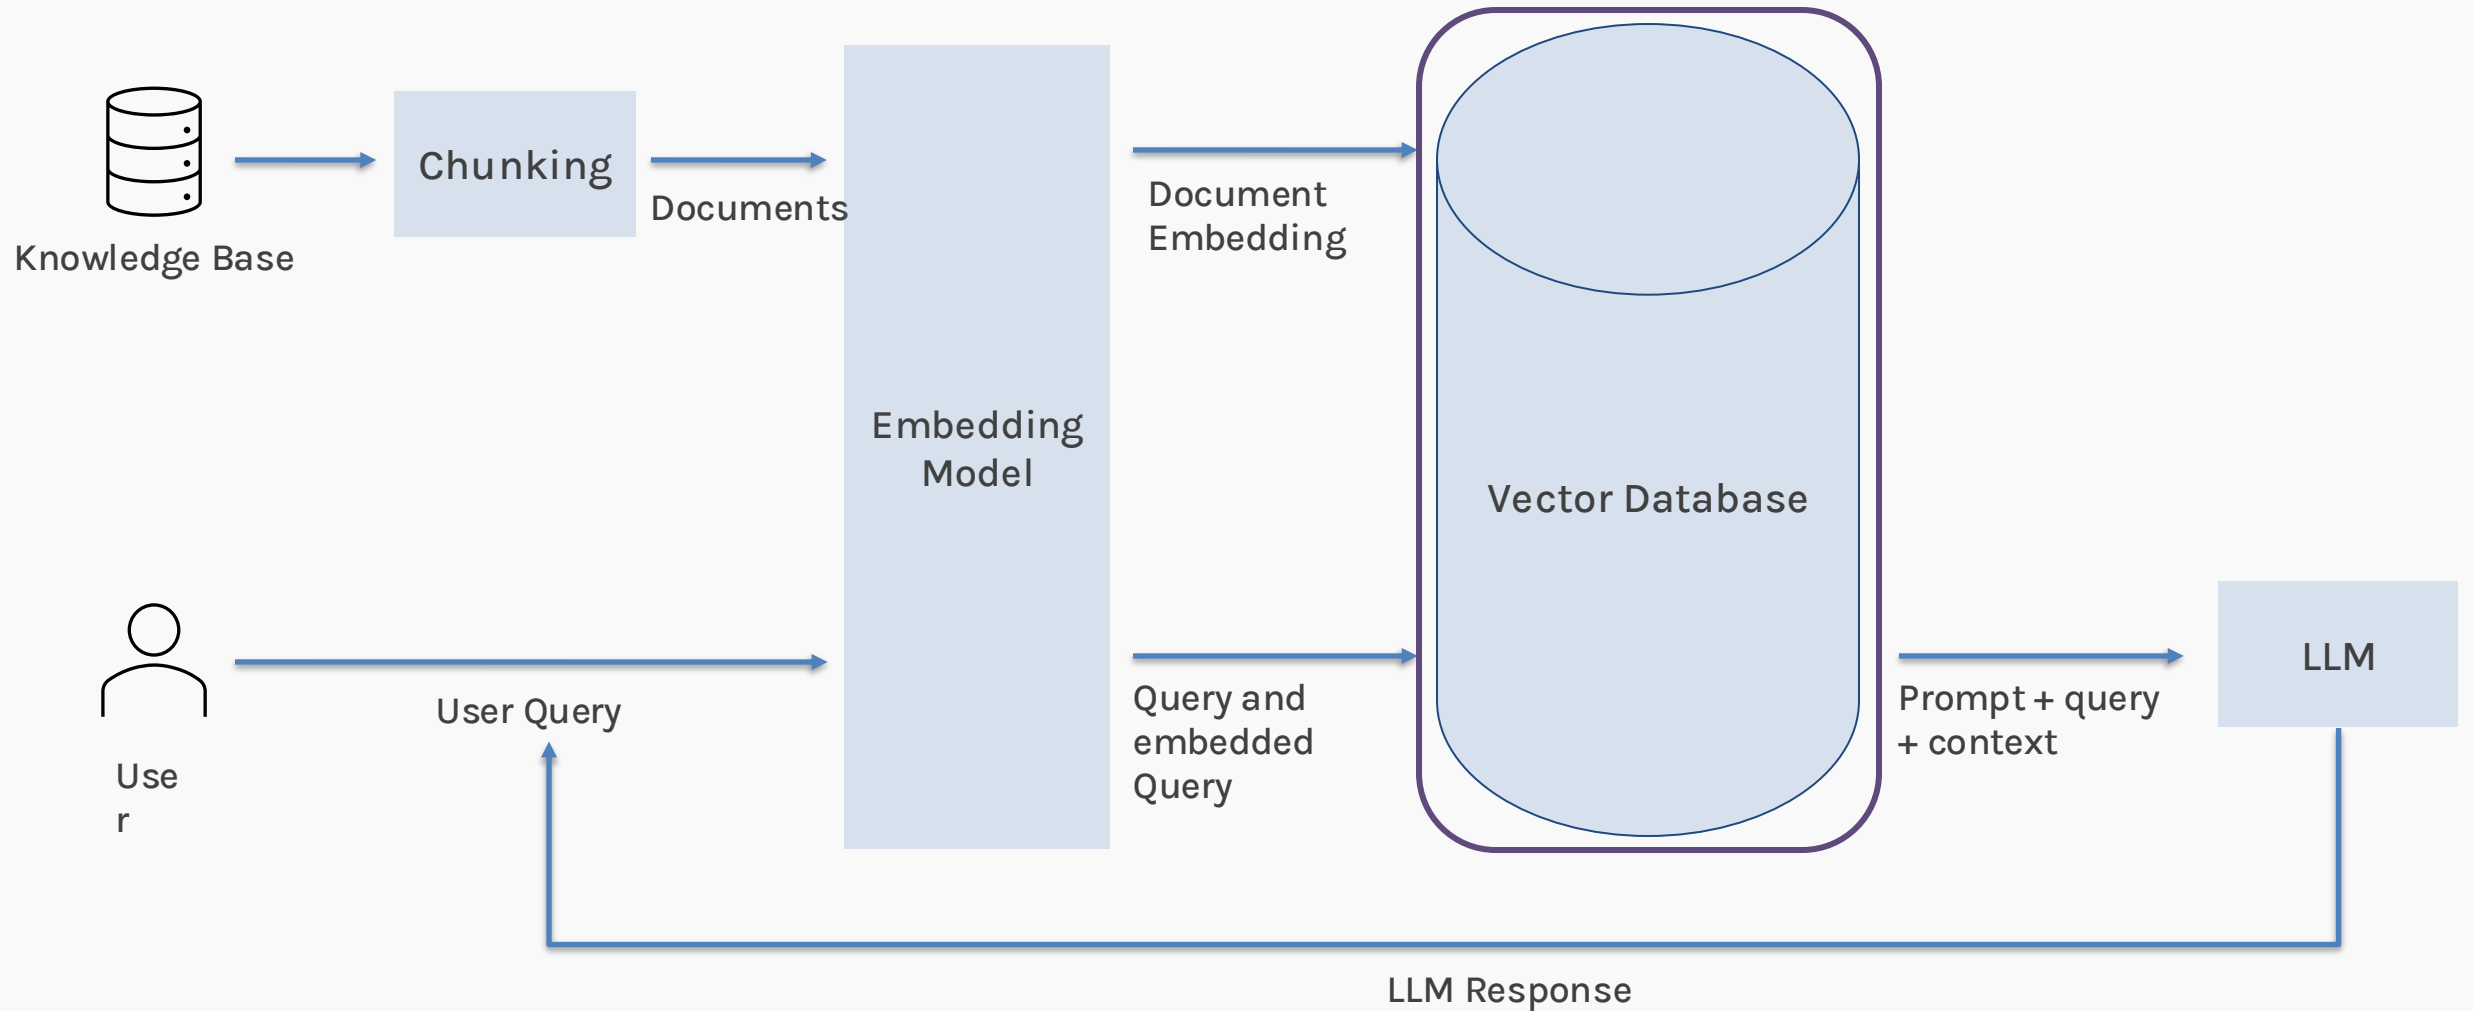 Knowledge Base
Chunking
Documents
Embedding
Model
Document
Embedding
Vector Database
Use
r
User Query
Query and
embedded
Query
Prompt + query
+ context
LLM
LLM Response